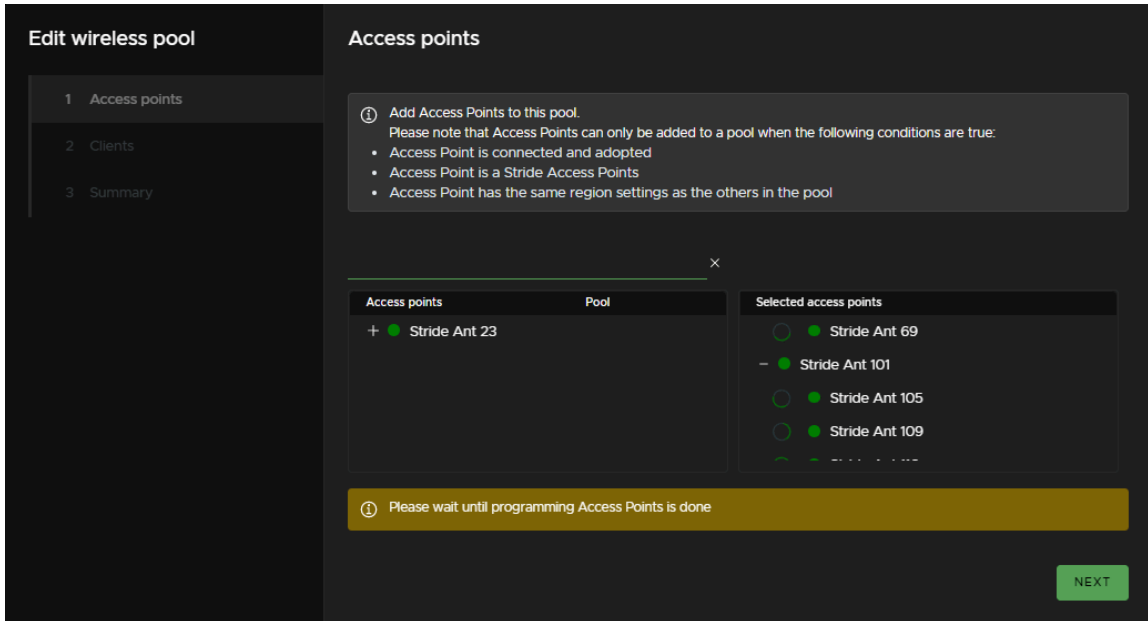 Edit wireless pool
1 Access points
2 Clients
3 Summary
Access points
Add Access Points to this pool.
Please note that Access Points can only be added to a pool when the following conditions are true:
• Access Point is connected and adopted
• Access Point is a Stride Access Points
• Access Point has the same region settings as the others in the pool
Access points Pool
Stride Ant 23
Selected access points
Stride Ant 69
Stride Ant 101
Stride Ant 105
Stride Ant 109
Please wait until programming Access Points is done
NEXT